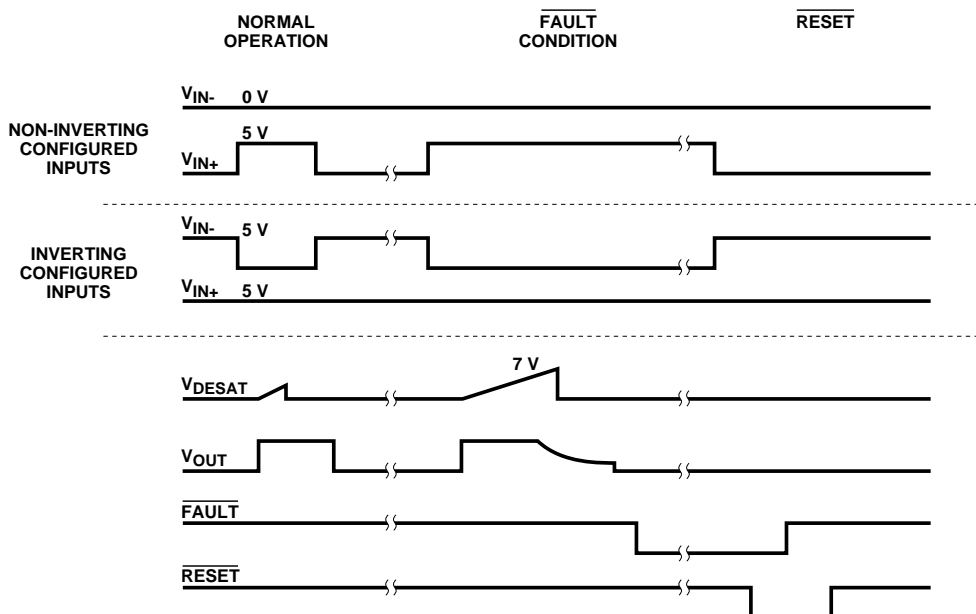 NORMAL
OPERATION
FAULT
CONDITION
RESET
VIN- 0 V
NON-INVERTING
CONFIGURED
INPUTS
5 V
VIN+
VIN- 5 V
INVERTING
CONFIGURED
INPUTS
VIN+ 5 V
7 V
VDESAT
VOUT
FAULT
RESET